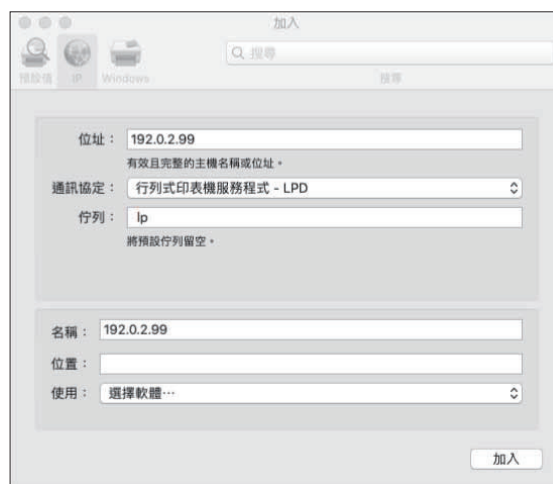 加入
搜尋
預設值 IP Windows 搜尋
位址： 192.0.2.99
有效且完整的主機名稱或位址。
通訊協定： 行列式印表機服務程式 - LPD
佇列： lp
將預設佇列留空。
名稱： 192.0.2.99
位置：
使用： 選擇軟體⋯
加入